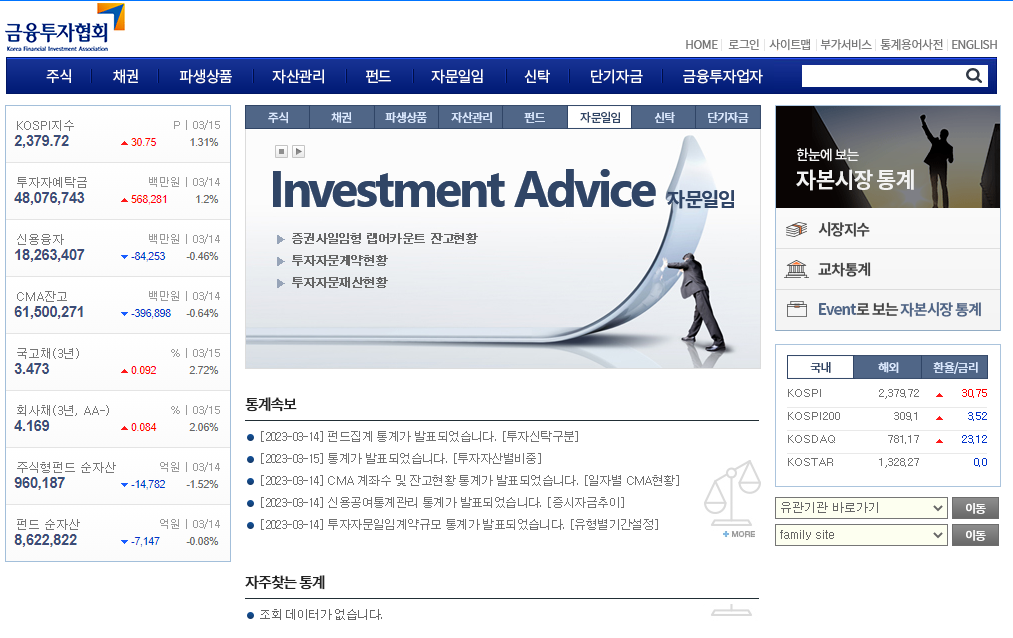 금융투자협회
Korea Financial Investment Association
HOME | 로그인 | 사이트맵 | 부가서비스 | 통계용어사전 | ENGLISH
주식 채권 파생상품 자산관리 펀드 자문일임 신탁 단기자금 금융투자업자
KOSPI지수 P | 03/15
2,379.72 ▲ 30.75 1.31%
투자자예탁금 백만원 | 03/14
48,076,743 ▲ 568,281 1.2%
신용융자 백만원 | 03/14
18,263,407 ▼ -84,253 -0.46%
CMA잔고 백만원 | 03/14
61,500,271 ▼ -396,898 -0.64%
국고채(3년) % | 03/15
3.473 ▲ 0.092 2.72%
회사채(3년, AA-) % | 03/15
4.169 ▲ 0.084 2.06%
주식형펀드 순자산 억원 | 03/14
960,187 ▼ -14,782 -1.52%
펀드 순자산 억원 | 03/14
8,622,822 ▼ -7,147 -0.08%
주식 채권 파생상품 자산관리 펀드 자문일임 신탁 단기자금
Investment Advice 자문일임
증권사일임형 랩어카운트 잔고현황
투자자문계약현황
투자자문재산현황
통계속보
[2023-03-14] 펀드집계 통계가 발표되었습니다. [투자신탁구분]
[2023-03-15] 통계가 발표되었습니다. [투자자산별비중]
[2023-03-14] CMA 계좌수 및 잔고현황 통계가 발표되었습니다. [일자별 CMA현황]
[2023-03-14] 신용공여통계관리 통계가 발표되었습니다. [증시자금추이]
[2023-03-14] 투자자문일임계약규모 통계가 발표되었습니다. [유형별기간설정]
+ MORE
자주찾는 통계
조회 데이터가 없습니다.
한눈에 보는
자본시장 통계
시장지수
교차통계
Event로 보는 자본시장 통계
국내 해외 환율/금리
KOSPI 2,379,72 ▲ 30,75
KOSPI200 309,1 ▲ 3,52
KOSDAQ 781,17 ▲ 23,12
KOSTAR 1,328,27 0,0
유관기관 바로가기 이동
family site 이동